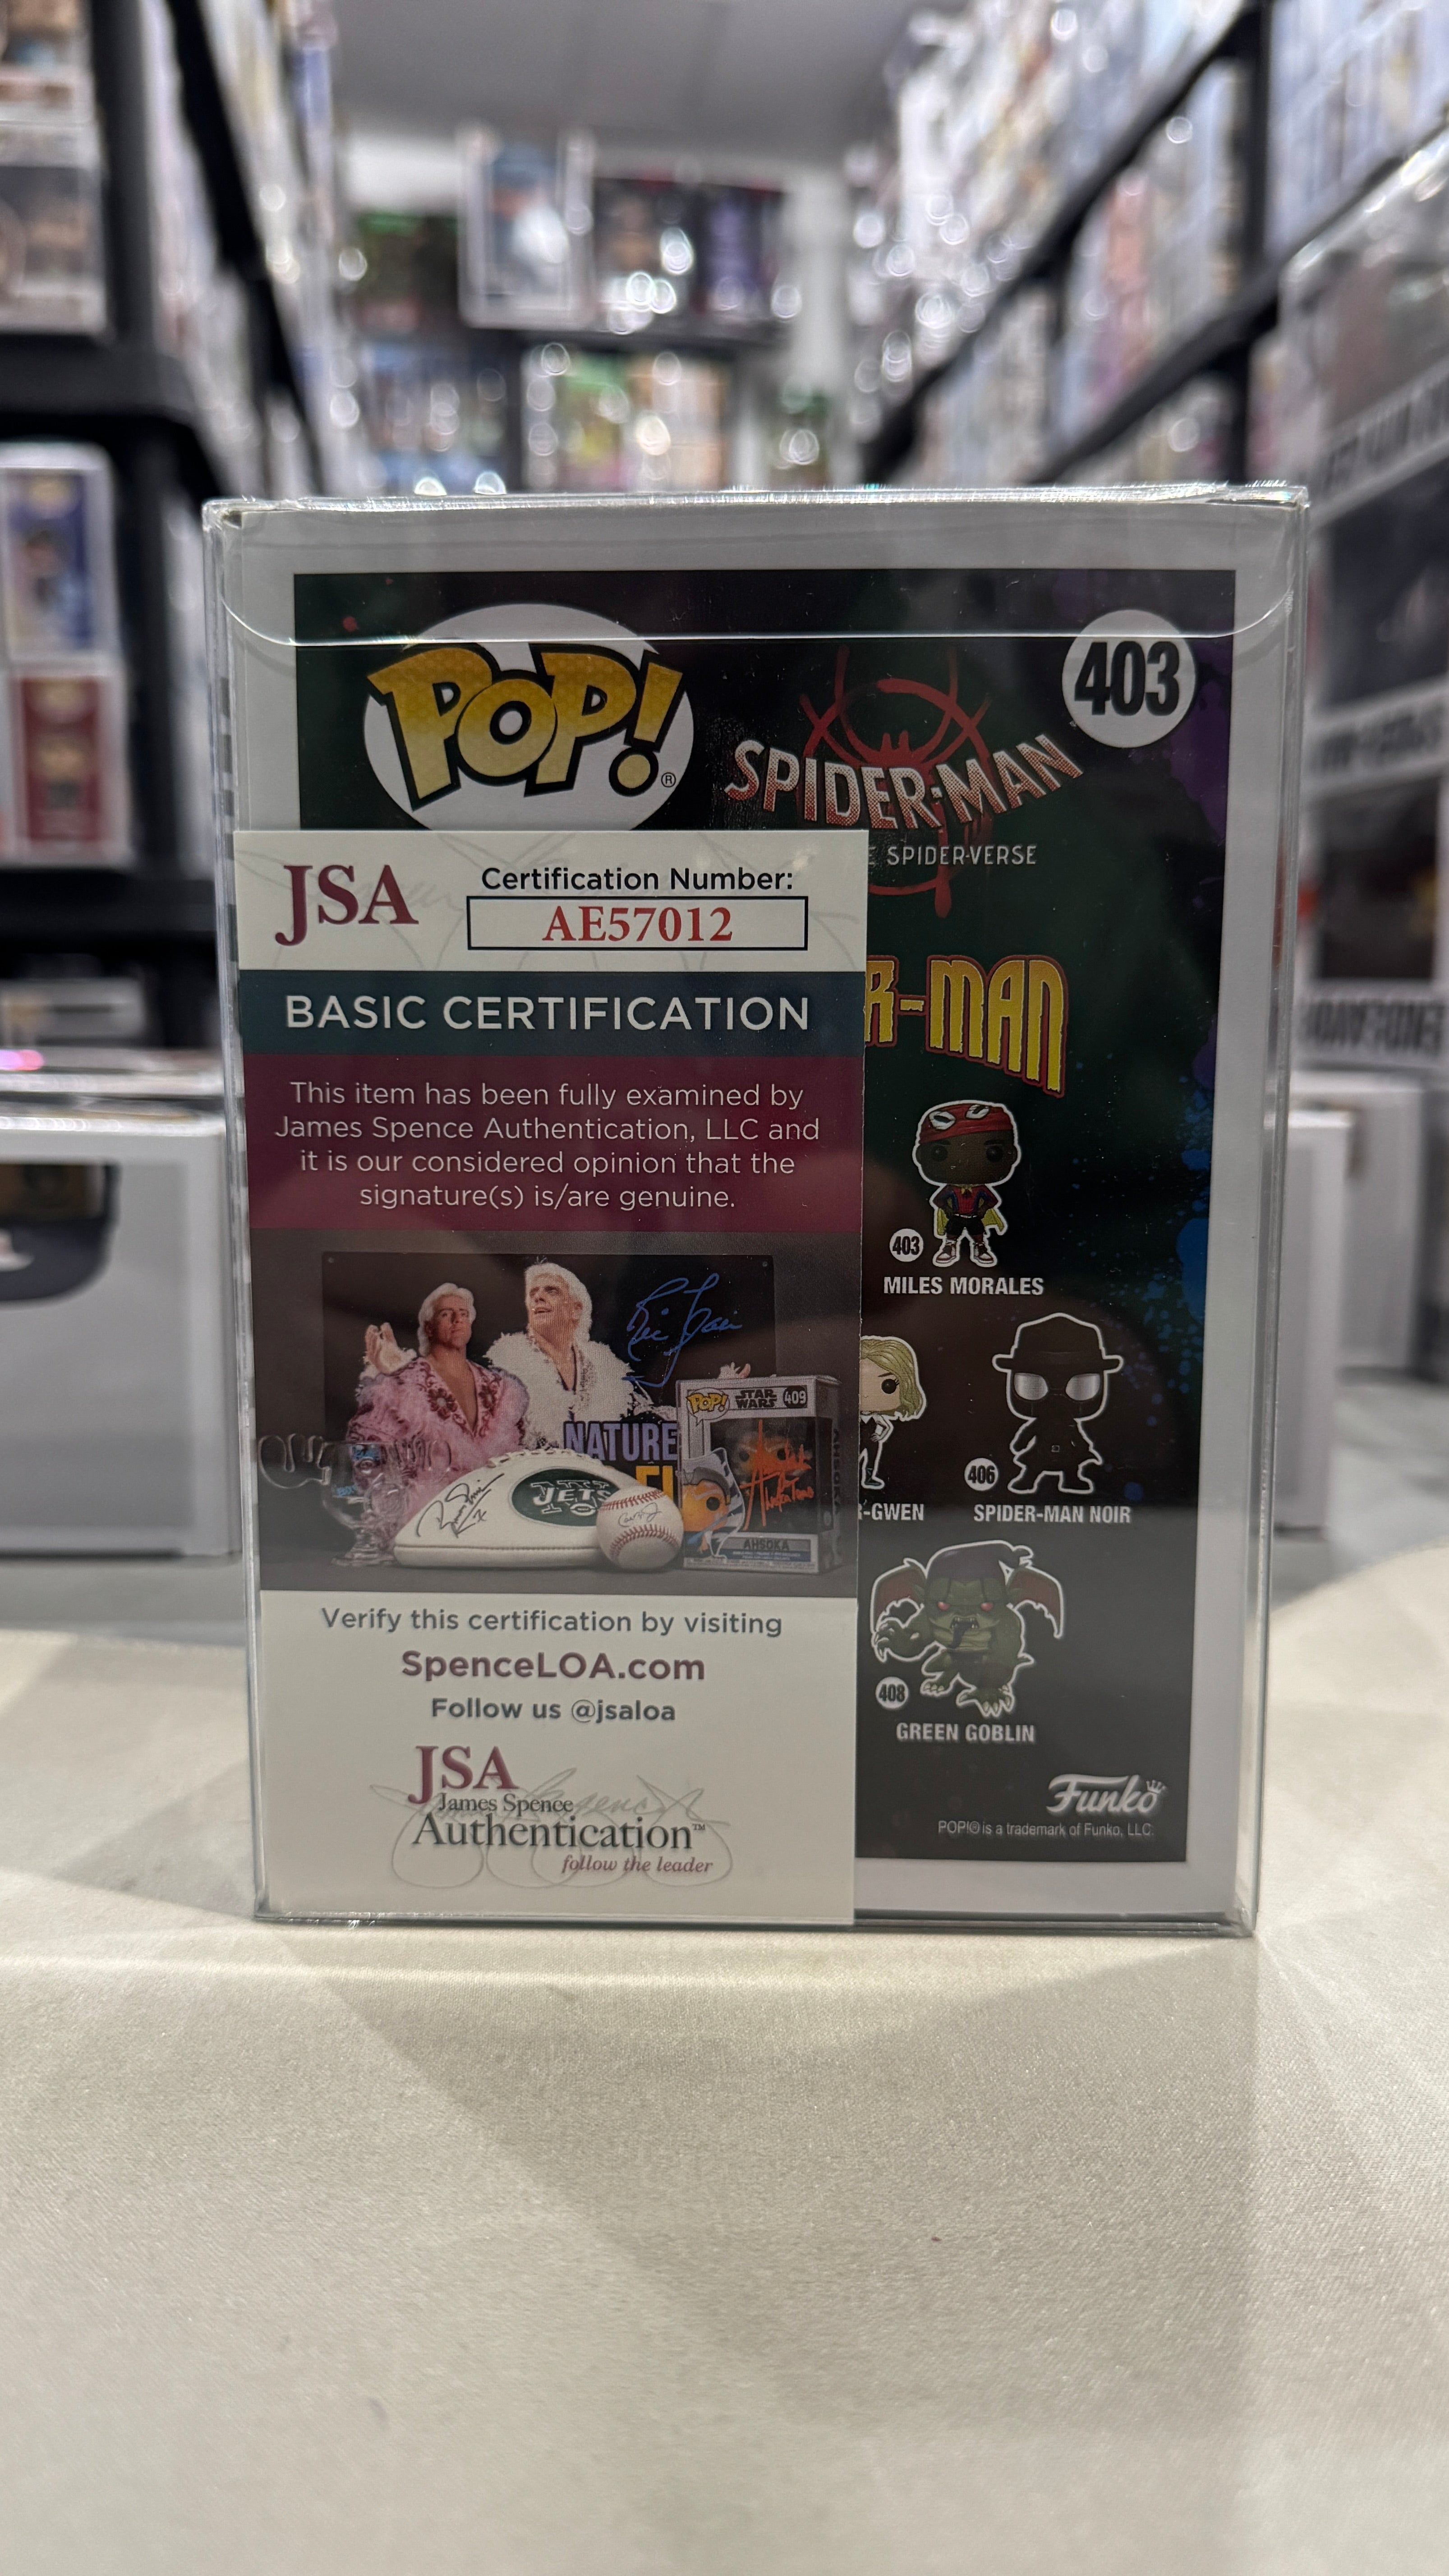 POP!®
SPIDER-MAN
403
SPIDER-VERSE
JSA
Certification Number:
AE57012
BASIC CERTIFICATION
This item has been fully examined by
James Spence Authentication, LLC and
it is our considered opinion that the
signature(s) is/are genuine.
R-MAN
403
MILES MORALES
NATURE
POP!
STAR
WARS
409
JETS
AHSOKA
R-GWEN
406
SPIDER-MAN NOIR
408
GREEN GOBLIN
Verify this certification by visiting
SpenceLOA.com
Follow us @jsaloa
JSA
James Spence
Authentication™
follow the leader
Funko
POP!© is a trademark of Funko, LLC.